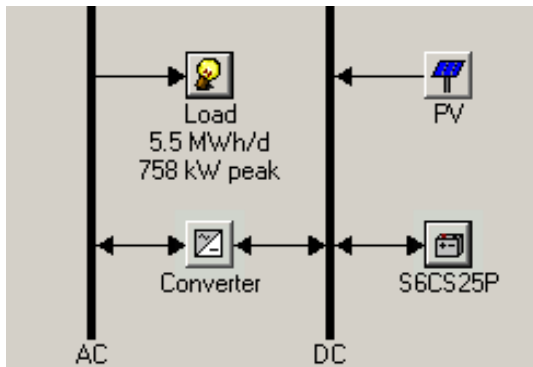 Load
5.5 MWh/d
758 kW peak
PV
Converter
S6CS25P
AC
DC